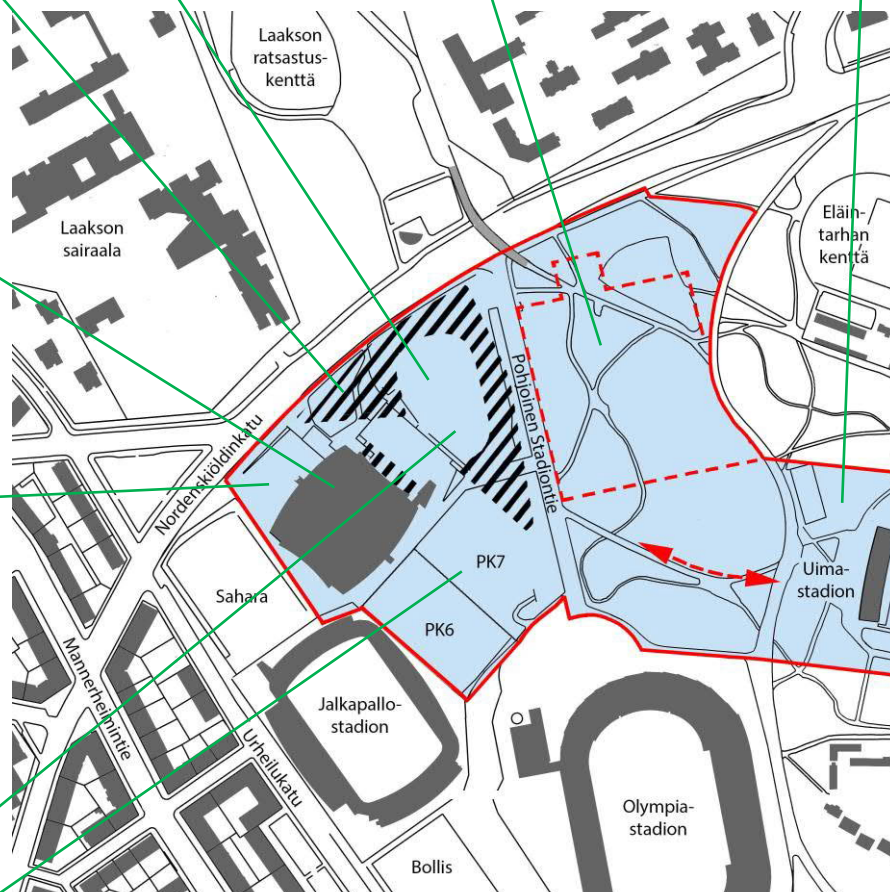 Laakson
ratsastus-
kenttä
Laakson
sairaala
Eläin-
tarhan
kenttä
Nordenskiöldinkatu
Pohjoinen Stadiontie
PK7
Uima-
stadion
Sahara
PK6
Mannerheimintie
Jalkapallo-
stadion
Urheilukatu
Olympia-
stadion
Bollis